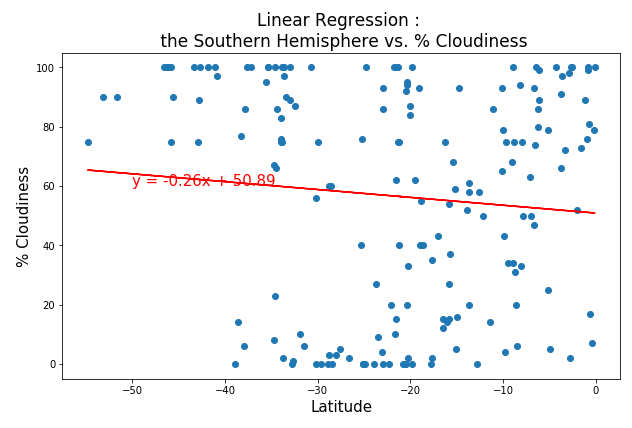 Linear Regression :
the Southern Hemisphere vs. % Cloudiness
% Cloudiness
100
80
60
40
20
0
y = -0.26x + 50.89
−50
−40
−30
−20
−10
0
Latitude